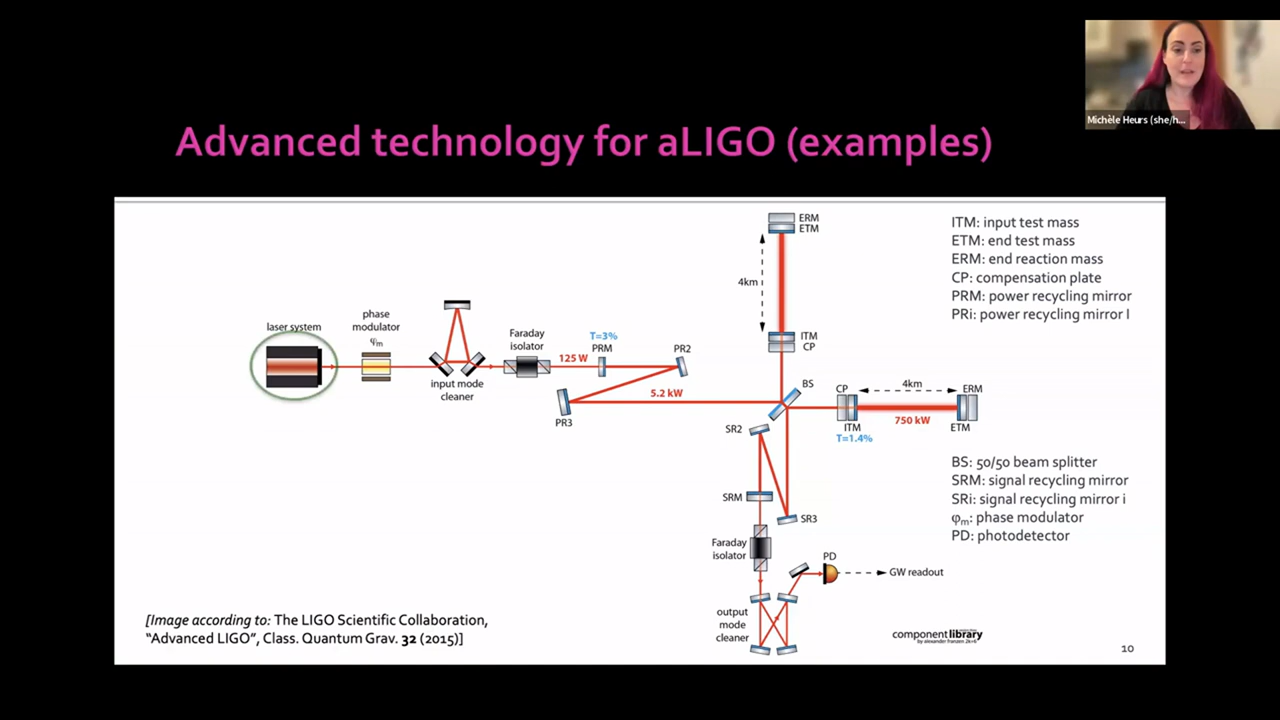 Michèle Heurs (she/h...
Advanced technology for aLIGO (examples)
ERM
ETM
4km
ITM
CP
ITM: input test mass
ETM: end test mass
ERM: end reaction mass
CP: compensation plate
PRM: power recycling mirror
PRi: power recycling mirror I
laser system
phase
modulator
φm
input mode
cleaner
Faraday
isolator
125 W
T=3%
PRM
PR2
5.2 kW
PR3
BS
CP
4km
ERM
ITM
750 kW
ETM
T=1.4%
SR2
SRM
SR3
Faraday
isolator
PD
GW readout
output
mode
cleaner
BS: 50/50 beam splitter
SRM: signal recycling mirror
SRi: signal recycling mirror i
φm: phase modulator
PD: photodetector
[Image according to: The LIGO Scientific Collaboration,
“Advanced LIGO”, Class. Quantum Grav. 32 (2015)]
componentlibrary
by alexander franzen
10